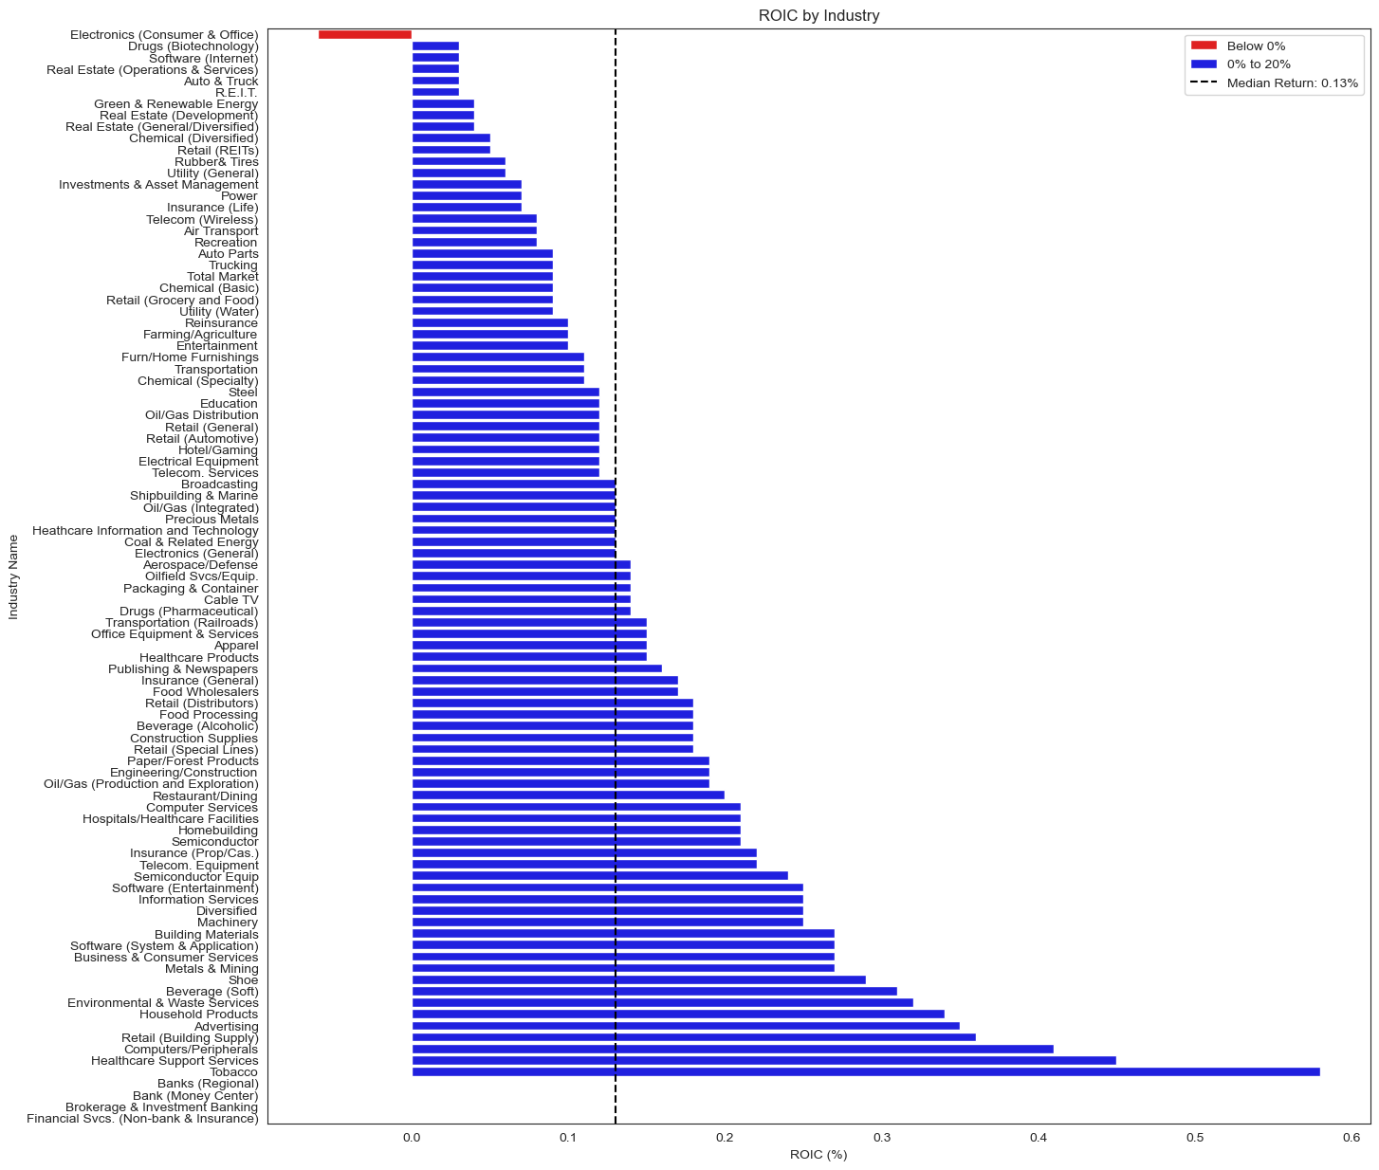 ROIC by Industry
Electronics (Consumer & Office)
Drugs (Biotechnology)
Software (Internet)
Real Estate (Operations & Services)
Auto & Truck
R.E.I.T.
Green & Renewable Energy
Real Estate (Development)
Real Estate (General/Diversified)
Chemical (Diversified)
Retail (REITs)
Rubber& Tires
Utility (General)
Investments & Asset Management
Power
Insurance (Life)
Telecom (Wireless)
Air Transport
Recreation
Auto Parts
Trucking
Total Market
Chemical (Basic)
Retail (Grocery and Food)
Utility (Water)
Reinsurance
Farming/Agriculture
Entertainment
Furn/Home Furnishings
Transportation
Chemical (Specialty)
Steel
Education
Oil/Gas Distribution
Retail (General)
Retail (Automotive)
Hotel/Gaming
Electrical Equipment
Telecom. Services
Broadcasting
Shipbuilding & Marine
Oil/Gas (Integrated)
Precious Metals
Heathcare Information and Technology
Coal & Related Energy
Electronics (General)
Aerospace/Defense
Oilfield Svcs/Equip.
Packaging & Container
Cable TV
Drugs (Pharmaceutical)
Transportation (Railroads)
Office Equipment & Services
Apparel
Healthcare Products
Publishing & Newspapers
Insurance (General)
Food Wholesalers
Retail (Distributors)
Food Processing
Beverage (Alcoholic)
Construction Supplies
Retail (Special Lines)
Paper/Forest Products
Engineering/Construction
Oil/Gas (Production and Exploration)
Restaurant/Dining
Computer Services
Hospitals/Healthcare Facilities
Homebuilding
Semiconductor
Insurance (Prop/Cas.)
Telecom. Equipment
Semiconductor Equip
Software (Entertainment)
Information Services
Diversified
Machinery
Building Materials
Software (System & Application)
Business & Consumer Services
Metals & Mining
Shoe
Beverage (Soft)
Environmental & Waste Services
Household Products
Advertising
Retail (Building Supply)
Computers/Peripherals
Healthcare Support Services
Tobacco
Banks (Regional)
Bank (Money Center)
Brokerage & Investment Banking
Financial Svcs. (Non-bank & Insurance)
Industry Name
Below 0%
0% to 20%
Median Return: 0.13%
0.0 0.1 0.2 0.3 0.4 0.5 0.6
ROIC (%)